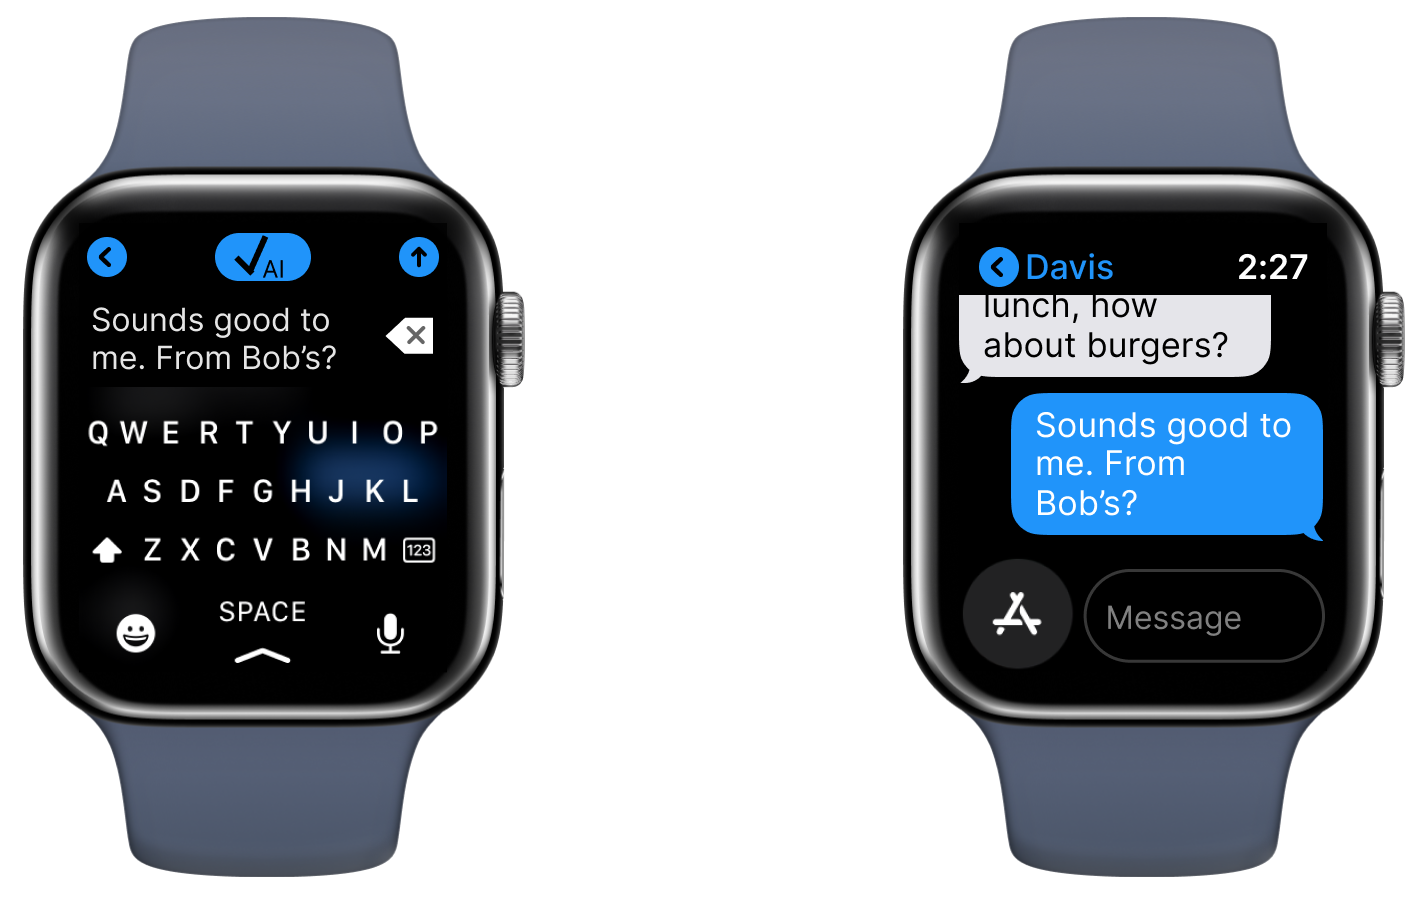 AI
Sounds good to
me. From Bob’s?
Q W E R T Y U I O P
A S D F G H J K L
Z X C V B N M 123
SPACE
Davis 2:27
lunch, how
about burgers?
Sounds good to
me. From
Bob’s?
Message